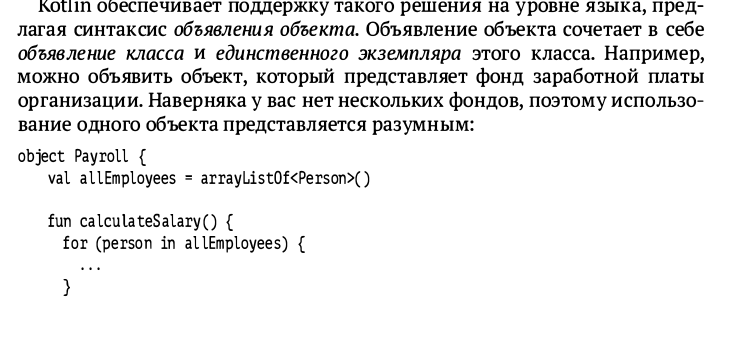 Kotlin обеспечивает поддержку такого решения на уровне языка, пред-
лагая синтаксис объявления объекта. Объявление объекта сочетает в себе
объявление класса и единственного экземпляра этого класса. Например,
можно объявить объект, который представляет фонд заработной платы
организации. Наверняка у вас нет нескольких фондов, поэтому использо-
вание одного объекта представляется разумным:
object Payroll {
val allEmployees = arrayListOf<Person>()
fun calculateSalary() {
for (person in allEmployees) {
...
}